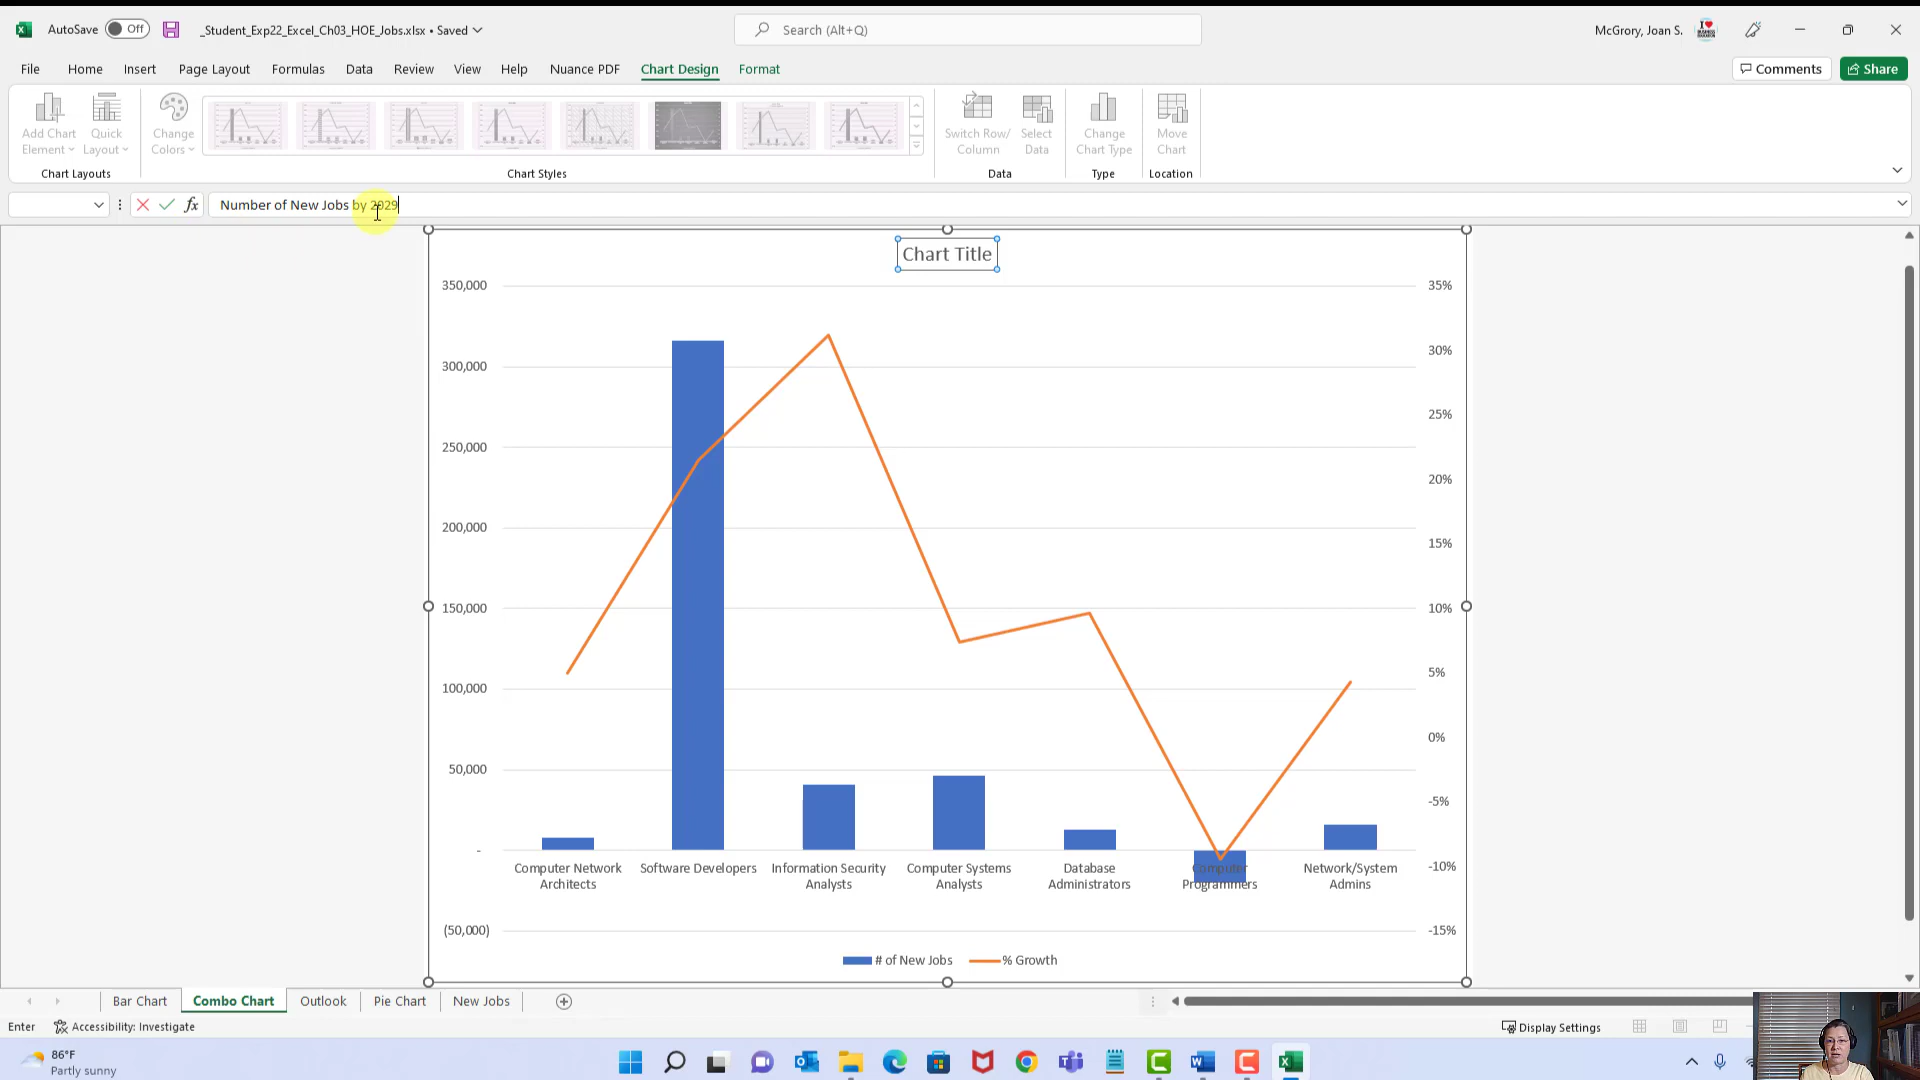 AutoSave Off _Student_Exp22_Excel_Ch03_HOE_Jobs.xlsx • Saved Search (Alt+Q) McGrory, Joan S.
File Home Insert Page Layout Formulas Data Review View Help Nuance PDF Chart Design Format Comments Share
Add Chart Element Quick Layout Change Colors Switch Row/ Column Select Data Change Chart Type Move Chart
Chart Layouts Chart Styles Data Type Location
fx Number of New Jobs by 2029
Chart Title
350,000 35%
300,000 30%
25%
250,000
20%
200,000
15%
150,000 10%
100,000 5%
0%
50,000
-5%
-
-10%
Computer Network Architects
Software Developers
Information Security Analysts
Computer Systems Analysts
Database Administrators
Computer Programmers
Network/System Admins
(50,000) -15%
# of New Jobs % Growth
Bar Chart Combo Chart Outlook Pie Chart New Jobs
Enter Accessibility: Investigate Display Settings
86°F
Partly sunny